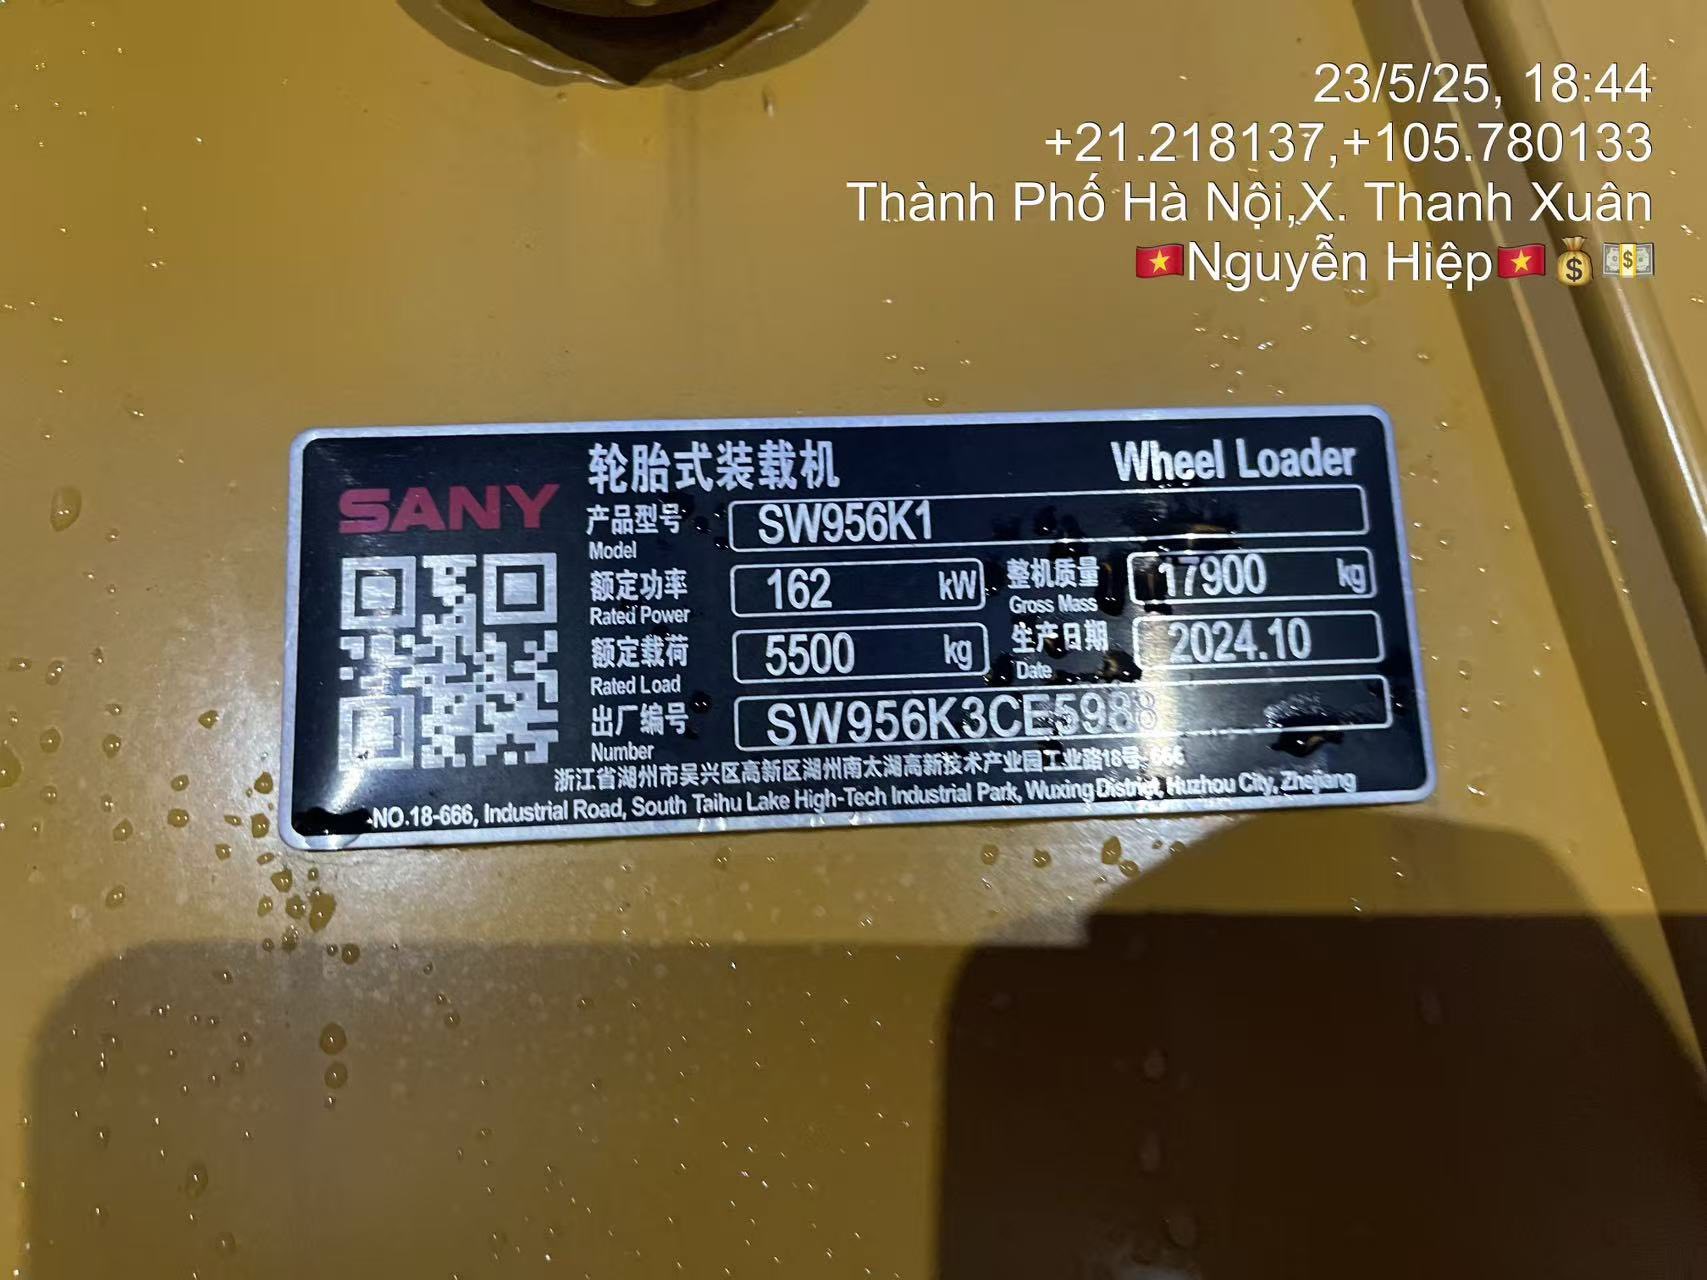 23/5/25, 18:44
+21.218137,+105.780133
Thành Phố Hà Nội,X. Thanh Xuân
🇻🇳Nguyễn Hiệp🇻🇳💰💵
SANY
轮胎式装载机 Wheel Loader
产品型号 SW956K1
Model
额定功率 162 kW 整机质量 17900 kg
Rated Power Gross Mass
额定载荷 5500 kg 生产日期 2024.10
Rated Load Date
出厂编号 SW956K3CE5988
Number
浙江省湖州市吴兴区高新区湖州南太湖高新技术产业园工业路18号-666
NO.18-666, Industrial Road, South Taihu Lake High-Tech Industrial Park, Wuxing District, Huzhou City, Zhejiang